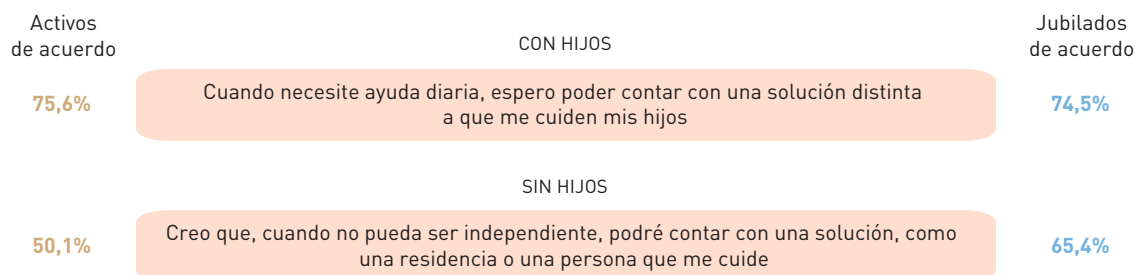 Activos
de acuerdo
CON HIJOS
Jubilados
de acuerdo
75,6%
Cuando necesite ayuda diaria, espero poder contar con una solución distinta
a que me cuiden mis hijos
74,5%
SIN HIJOS
50,1%
Creo que, cuando no pueda ser independiente, podré contar con una solución, como
una residencia o una persona que me cuide
65,4%